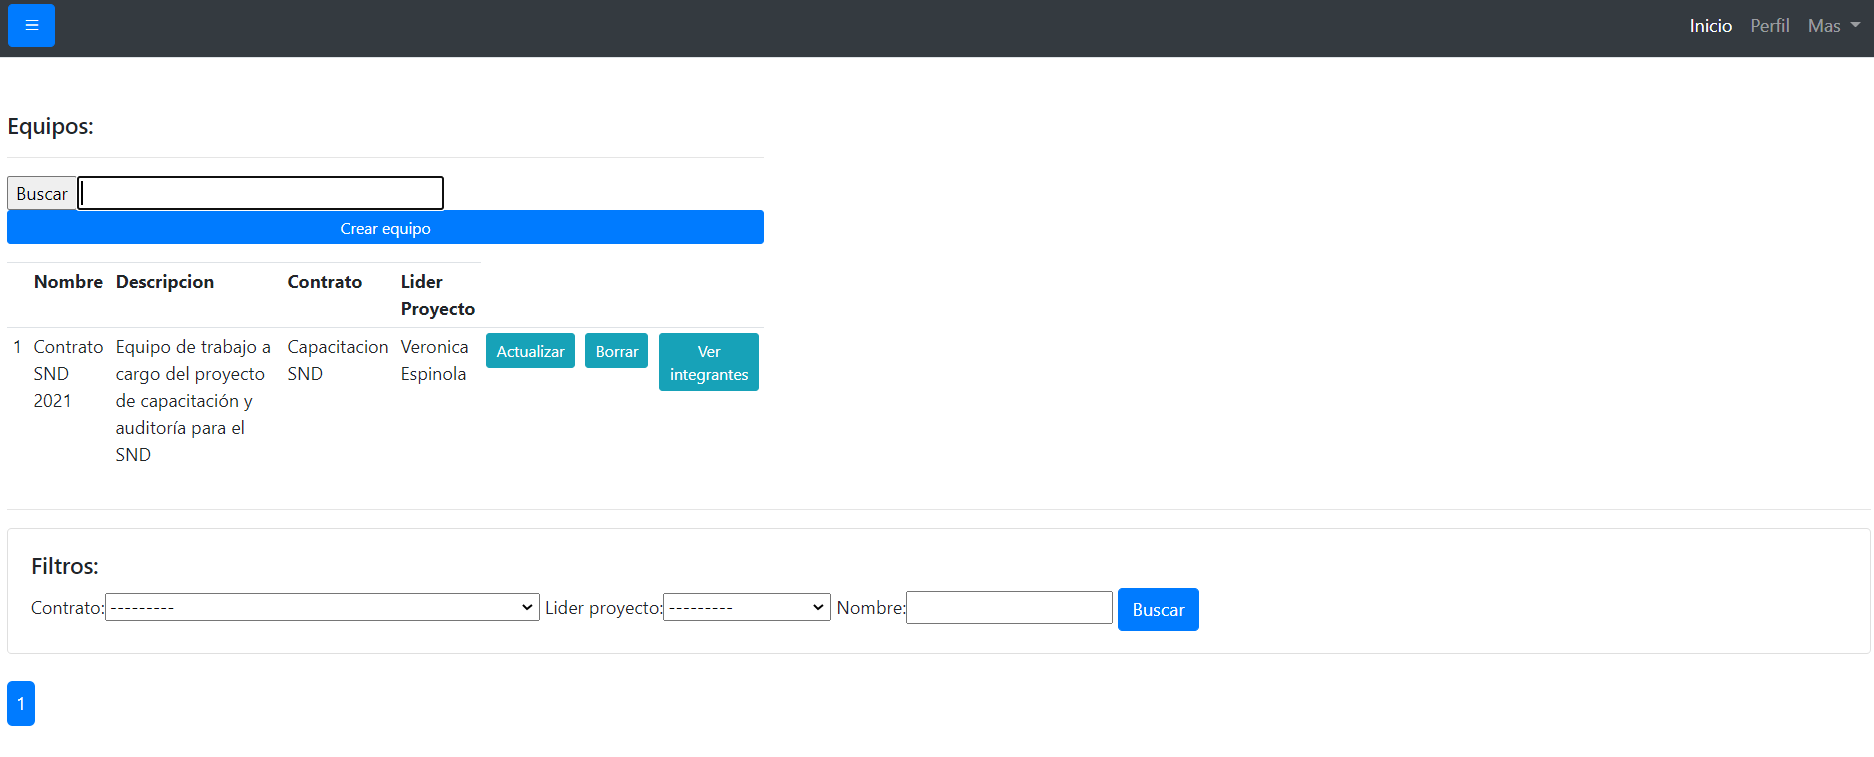 Inicio Perfil Mas
Equipos:
Buscar
Crear equipo
Nombre Descripcion Contrato Lider
Proyecto
1 Contrato Equipo de trabajo a Capacitacion Veronica Actualizar Borrar Ver
SND cargo del proyecto SND Espinola integrantes
2021 de capacitación y
auditoría para el
SND
Filtros:
Contrato: --------- Lider proyecto: --------- Nombre: Buscar
1